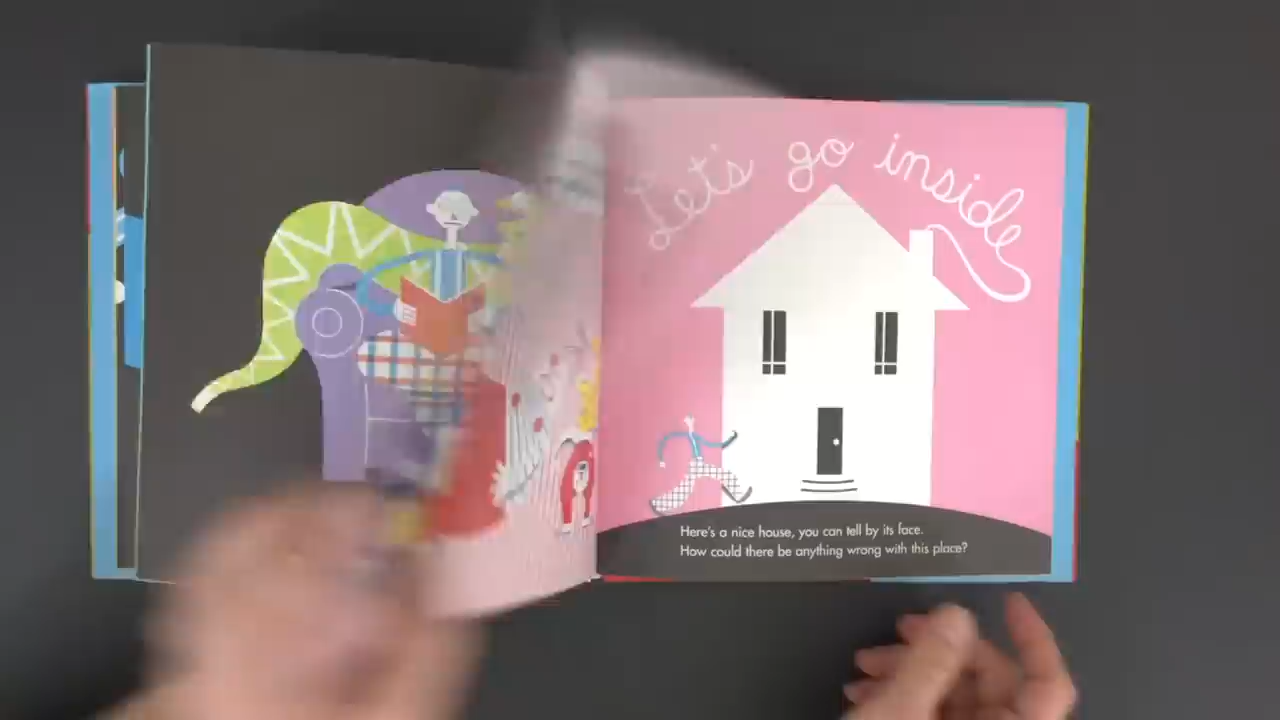 Let's go inside
Here's a nice house, you can tell by its face.
How could there be anything wrong with this place?